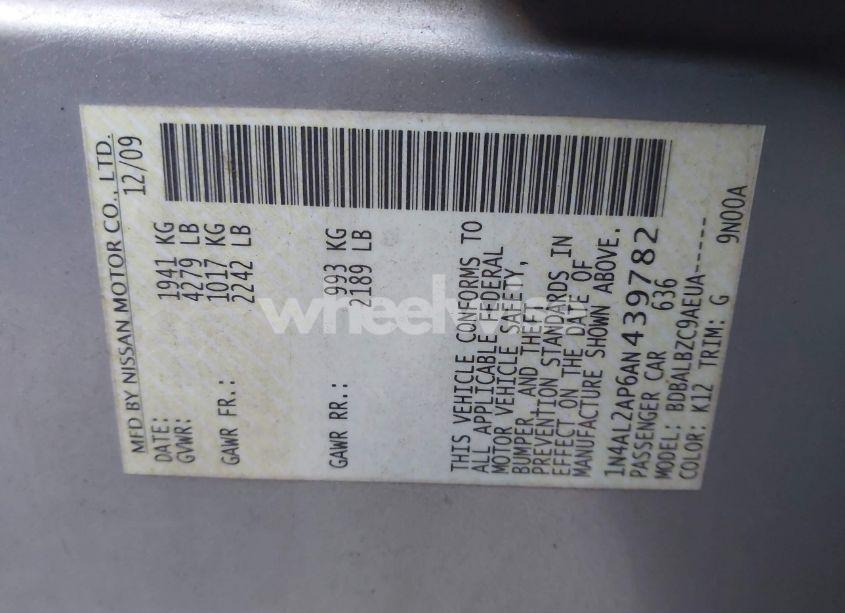 MFD BY NISSAN MOTOR CO., LTD.
DATE: 12/09
GVWR: 1941 KG
4279 LB
GAWR FR.: 1017 KG
2242 LB
GAWR RR.: 993 KG
2189 LB
THIS VEHICLE CONFORMS TO
ALL APPLICABLE FEDERAL
MOTOR VEHICLE SAFETY,
BUMPER, AND THEFT
PREVENTION STANDARDS IN
EFFECT ON THE DATE OF
MANUFACTURE SHOWN ABOVE.
1N4AL2AP6AN439782
PASSENGER CAR 636
MODEL: BDBALBZC9AEUA-----
COLOR: K12 TRIM: G 9N00A